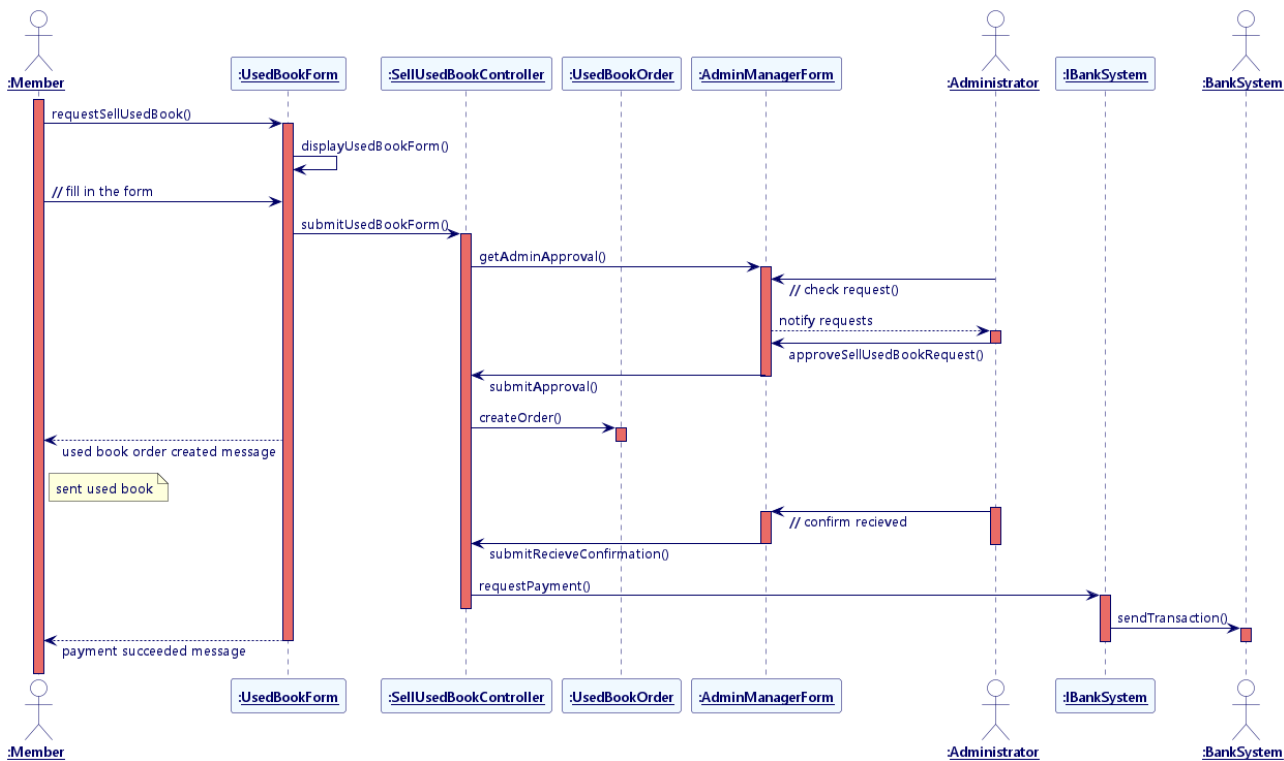 :Member
:UsedBookForm
:SellUsedBookController
:UsedBookOrder
:AdminManagerForm
:Administrator
:IBankSystem
:BankSystem
requestSellUsedBook()
displayUsedBookForm()
// fill in the form
submitUsedBookForm()
getAdminApproval()
// check request()
notify requests
approveSellUsedBookRequest()
submitApproval()
createOrder()
used book order created message
sent used book
// confirm recieved
submitRecieveConfirmation()
requestPayment()
sendTransaction()
payment succeeded message
:Member
:UsedBookForm
:SellUsedBookController
:UsedBookOrder
:AdminManagerForm
:Administrator
:IBankSystem
:BankSystem